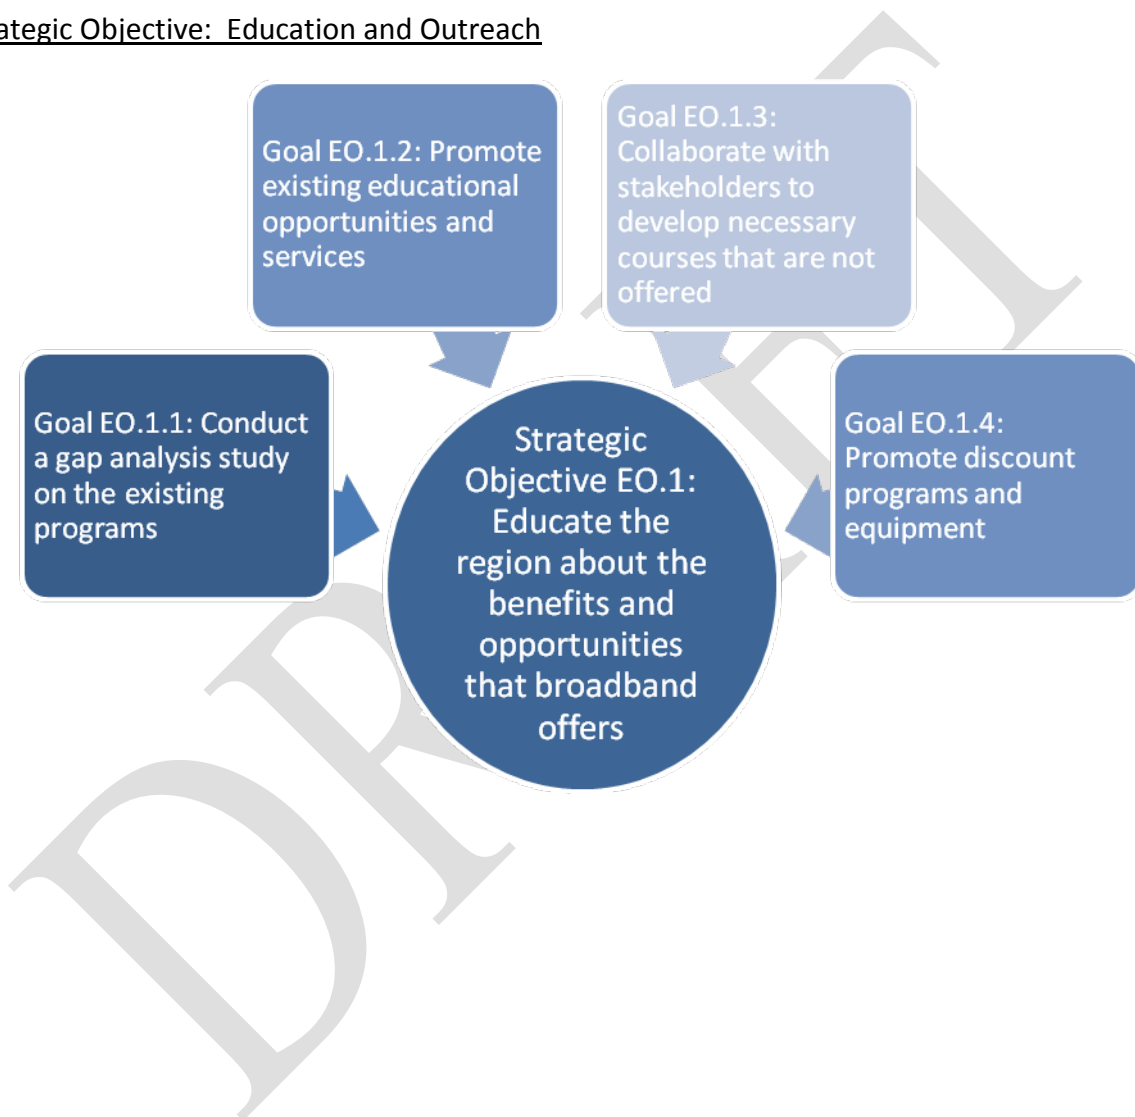 ategic Objective:  Education and Outreach
Goal EO.1.2: Promote
existing educational
opportunities and
services
Goal EO.1.3:
Collaborate with
stakeholders to
develop necessary
courses that are not
offered
Goal EO.1.1: Conduct
a gap analysis study
on the existing
programs
Strategic
Objective EO.1:
Educate the
region about the
benefits and
opportunities
that broadband
offers
Goal EO.1.4:
Promote discount
programs and
equipment
DRAFT